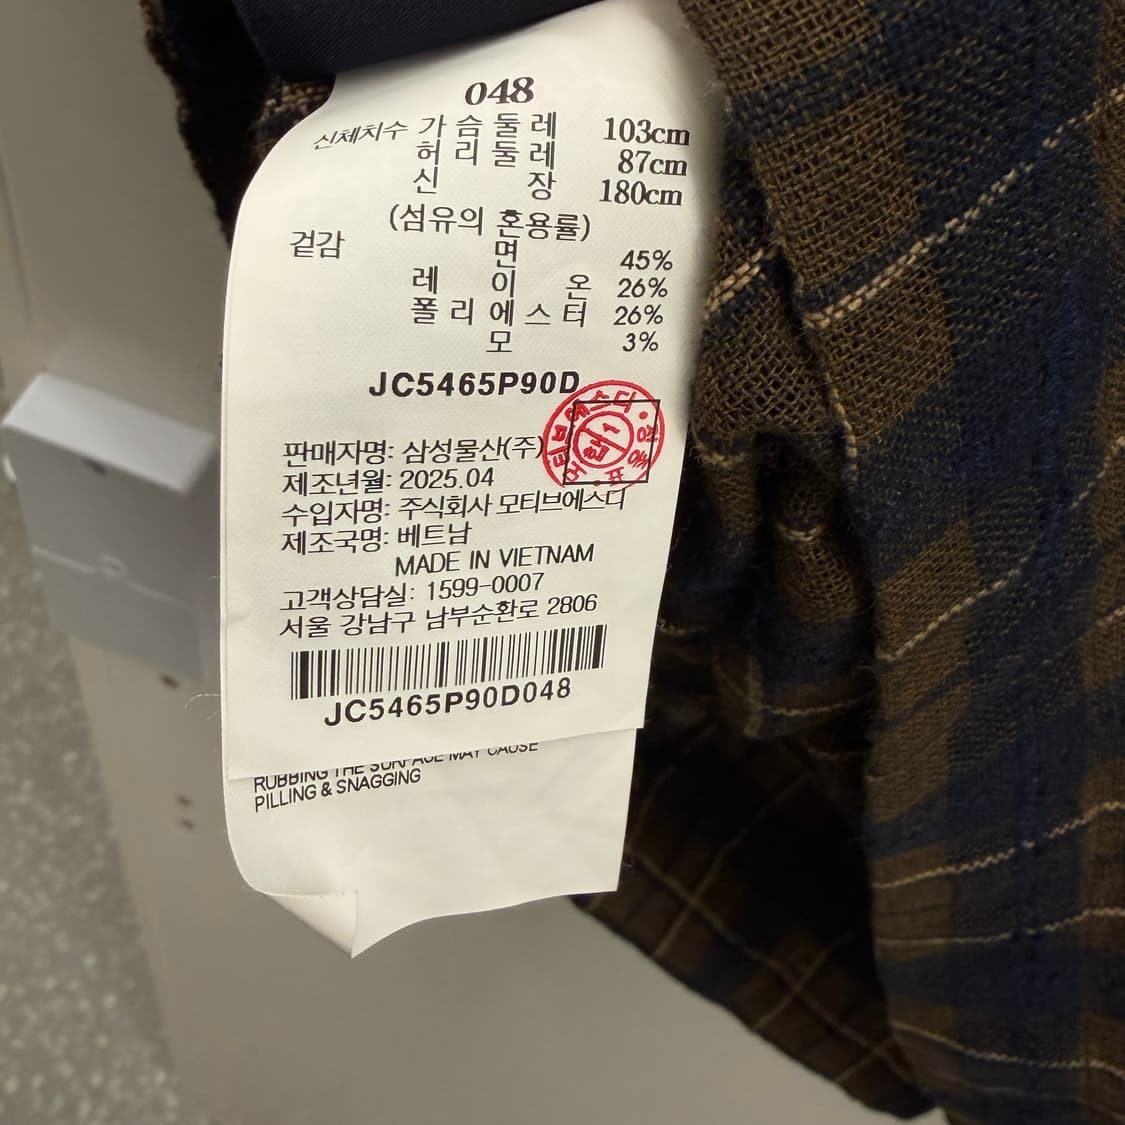 048
신체치수 가슴둘레 103cm
허리둘레 87cm
신장 180cm
(섬유의 혼용률)
겉감 면 45%
레이온 26%
폴리에스터 26%
모 3%
JC5465P90D
판매자명: 삼성물산(주)
제조년월: 2025.04
수입자명: 주식회사 모티브에스디
제조국명: 베트남
MADE IN VIETNAM
고객상담실: 1599-0007
서울 강남구 남부순환로 2806
JC5465P90D048
RUBBING THE SURFACE MAY CAUSE
PILLING & SNAGGING